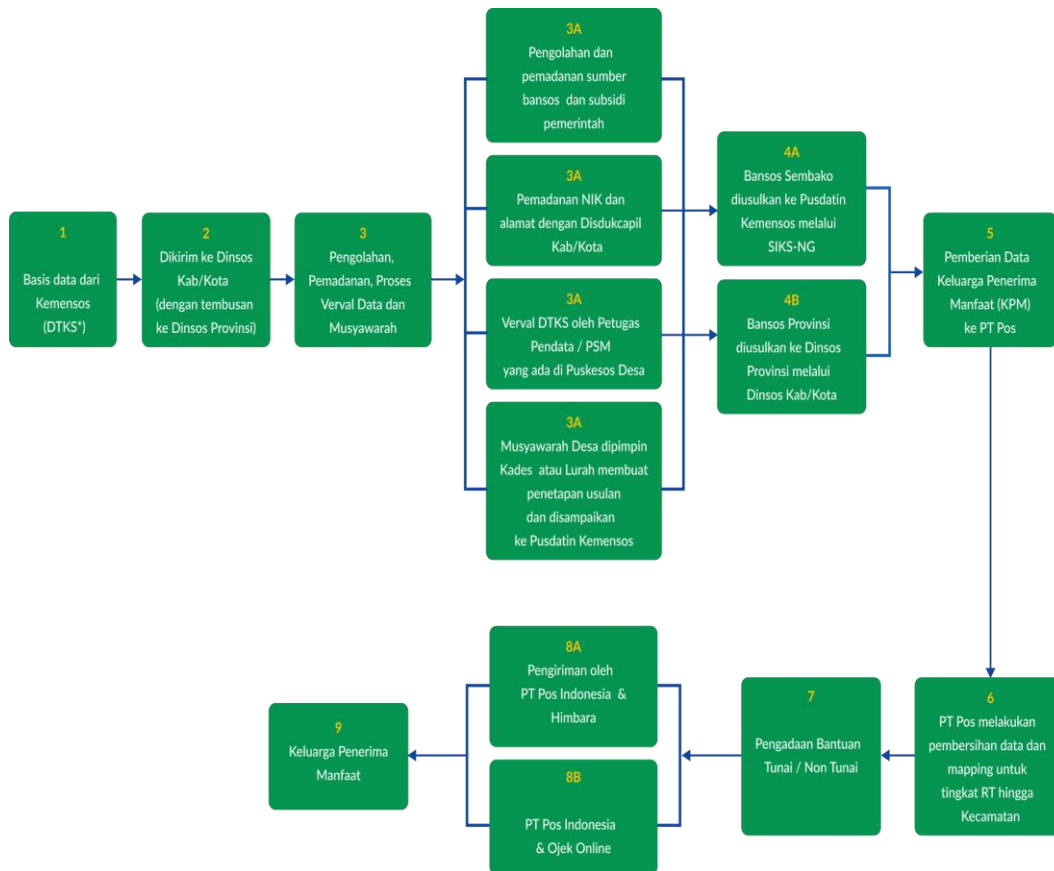 1
Basis data dari
Kemensos
(DTKS*)
2
Dikirim ke Dinsos
Kab/Kota
(dengan tembusan
ke Dinsos Provinsi)
3
Pengolahan,
Pemadanan, Proses
Verval Data dan
Musyawarah
3A
Pengolahan dan
pemadanan sumber
bansos dan subsidi
pemerintah
3A
Pemadanan NIK dan
alamat dengan Disdukcapil
Kab/Kota
3A
Verval DTKS oleh Petugas
Pendata / PSM
yang ada di Puskesos Desa
3A
Musyawarah Desa dipimpin
Kades atau Lurah membuat
penetapan usulan
dan disampaikan
ke Pusdatin Kemensos
4A
Bansos Sembako
diusulkan ke Pusdatin
Kemensos melalui
SIKS-NG
4B
Bansos Provinsi
diusulkan ke Dinsos
Provinsi melalui
Dinsos Kab/Kota
5
Pemberian Data
Keluarga Penerima
Manfaat (KPM)
ke PT Pos
6
PT Pos melakukan
pembersihan data dan
mapping untuk
tingkat RT hingga
Kecamatan
7
Pengadaan Bantuan
Tunai / Non Tunai
8A
Pengiriman oleh
PT Pos Indonesia &
Himbara
8B
PT Pos Indonesia
& Ojek Online
9
Keluarga Penerima
Manfaat